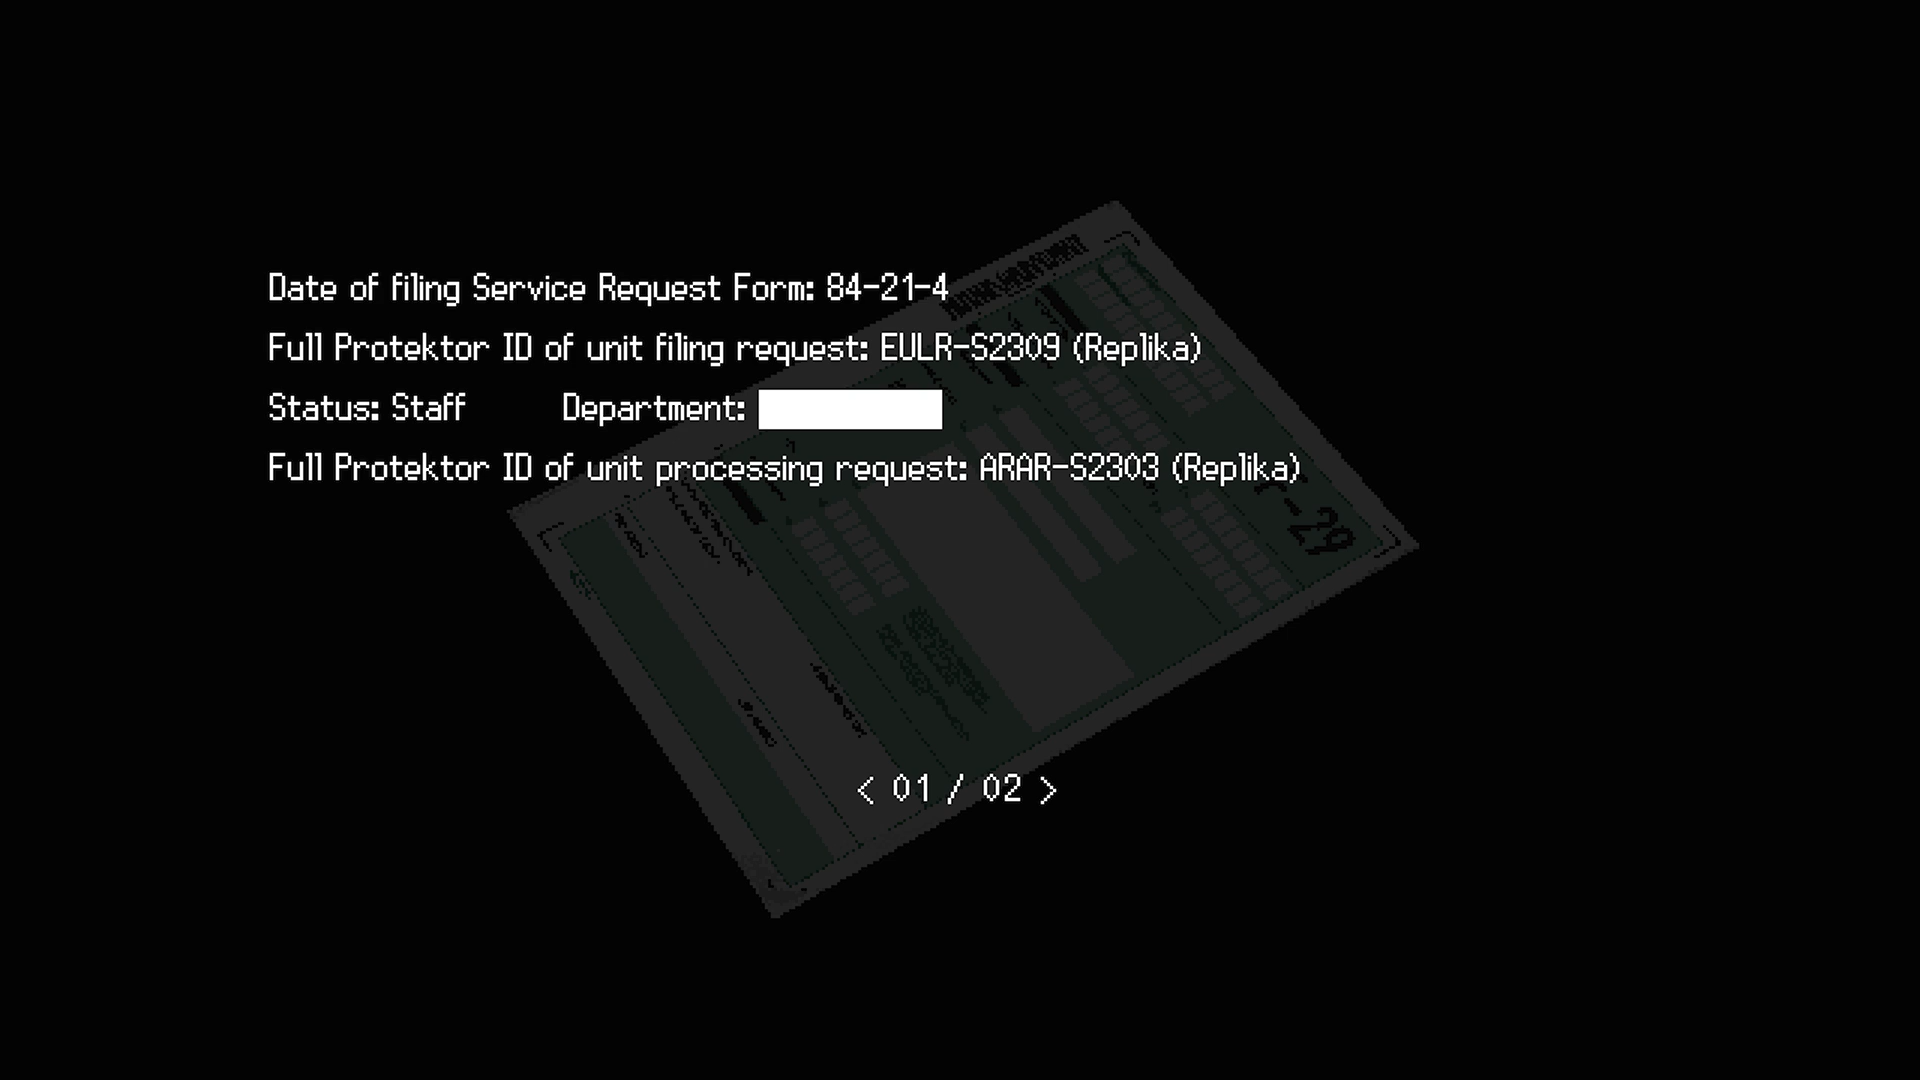 Date of filing Service Request Form: 84-21-4
Full Protektor ID of unit filing request: EULR-S2309 (Replika)
Status: Staff Department:
Full Protektor ID of unit processing request: ARAR-S2303 (Replika)
-29
< 01 / 02 >